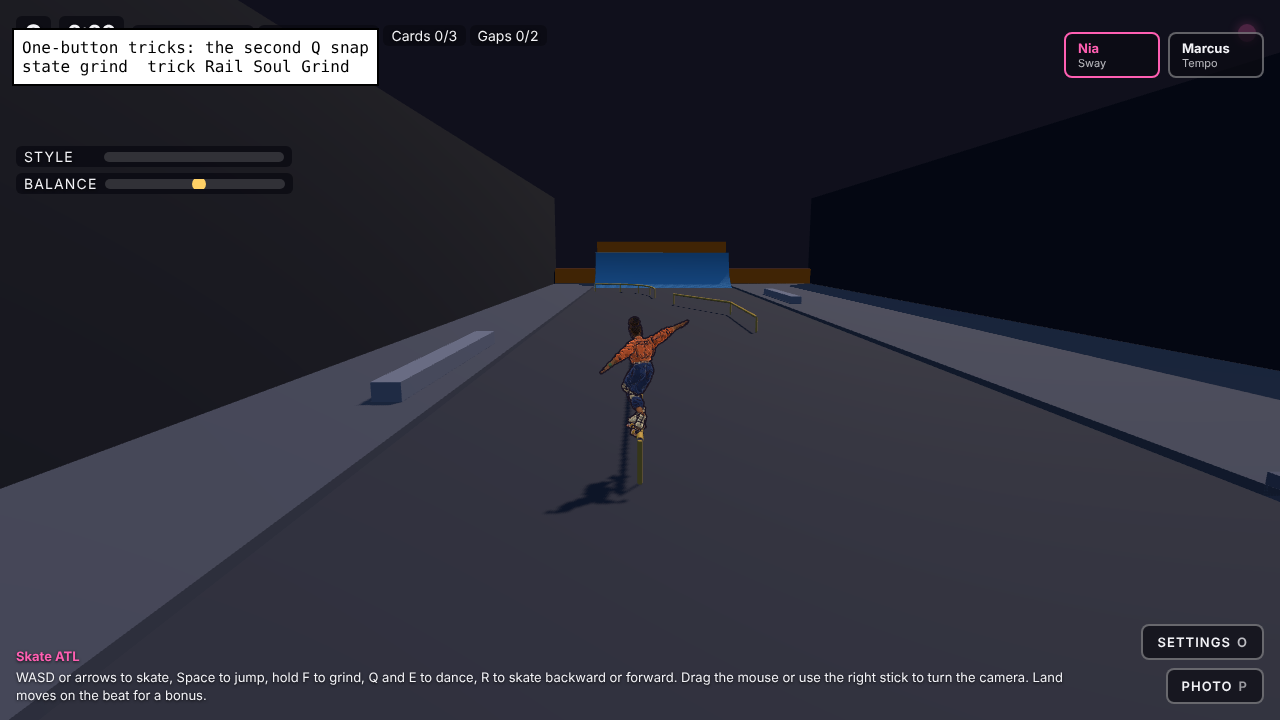 One-button tricks: the second Q snap
state grind  trick Rail Soul Grind
Cards 0/3
Gaps 0/2
Nia
Sway
Marcus
Tempo
STYLE
BALANCE
Skate ATL
WASD or arrows to skate, Space to jump, hold F to grind, Q and E to dance, R to skate backward or forward. Drag the mouse or use the right stick to turn the camera. Land
moves on the beat for a bonus.
SETTINGS O
PHOTO P